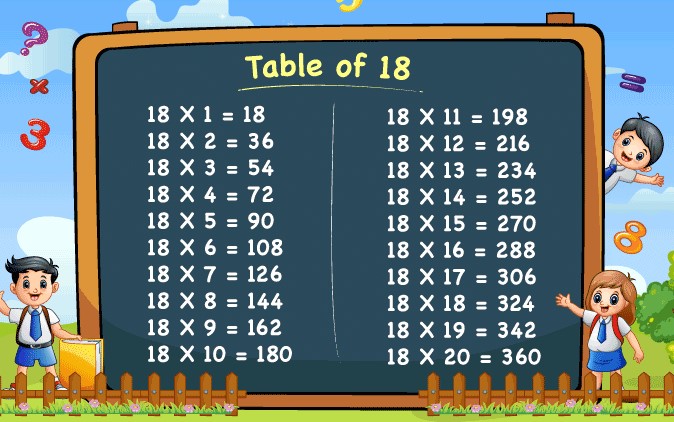 Table of 18
18 X 1 = 18
18 X 2 = 36
18 X 3 = 54
18 X 4 = 72
18 X 5 = 90
18 X 6 = 108
18 X 7 = 126
18 X 8 = 144
18 X 9 = 162
18 X 10 = 180
18 X 11 = 198
18 X 12 = 216
18 X 13 = 234
18 X 14 = 252
18 X 15 = 270
18 X 16 = 288
18 X 17 = 306
18 X 18 = 324
18 X 19 = 342
18 X 20 = 360
?
×
3
=
8